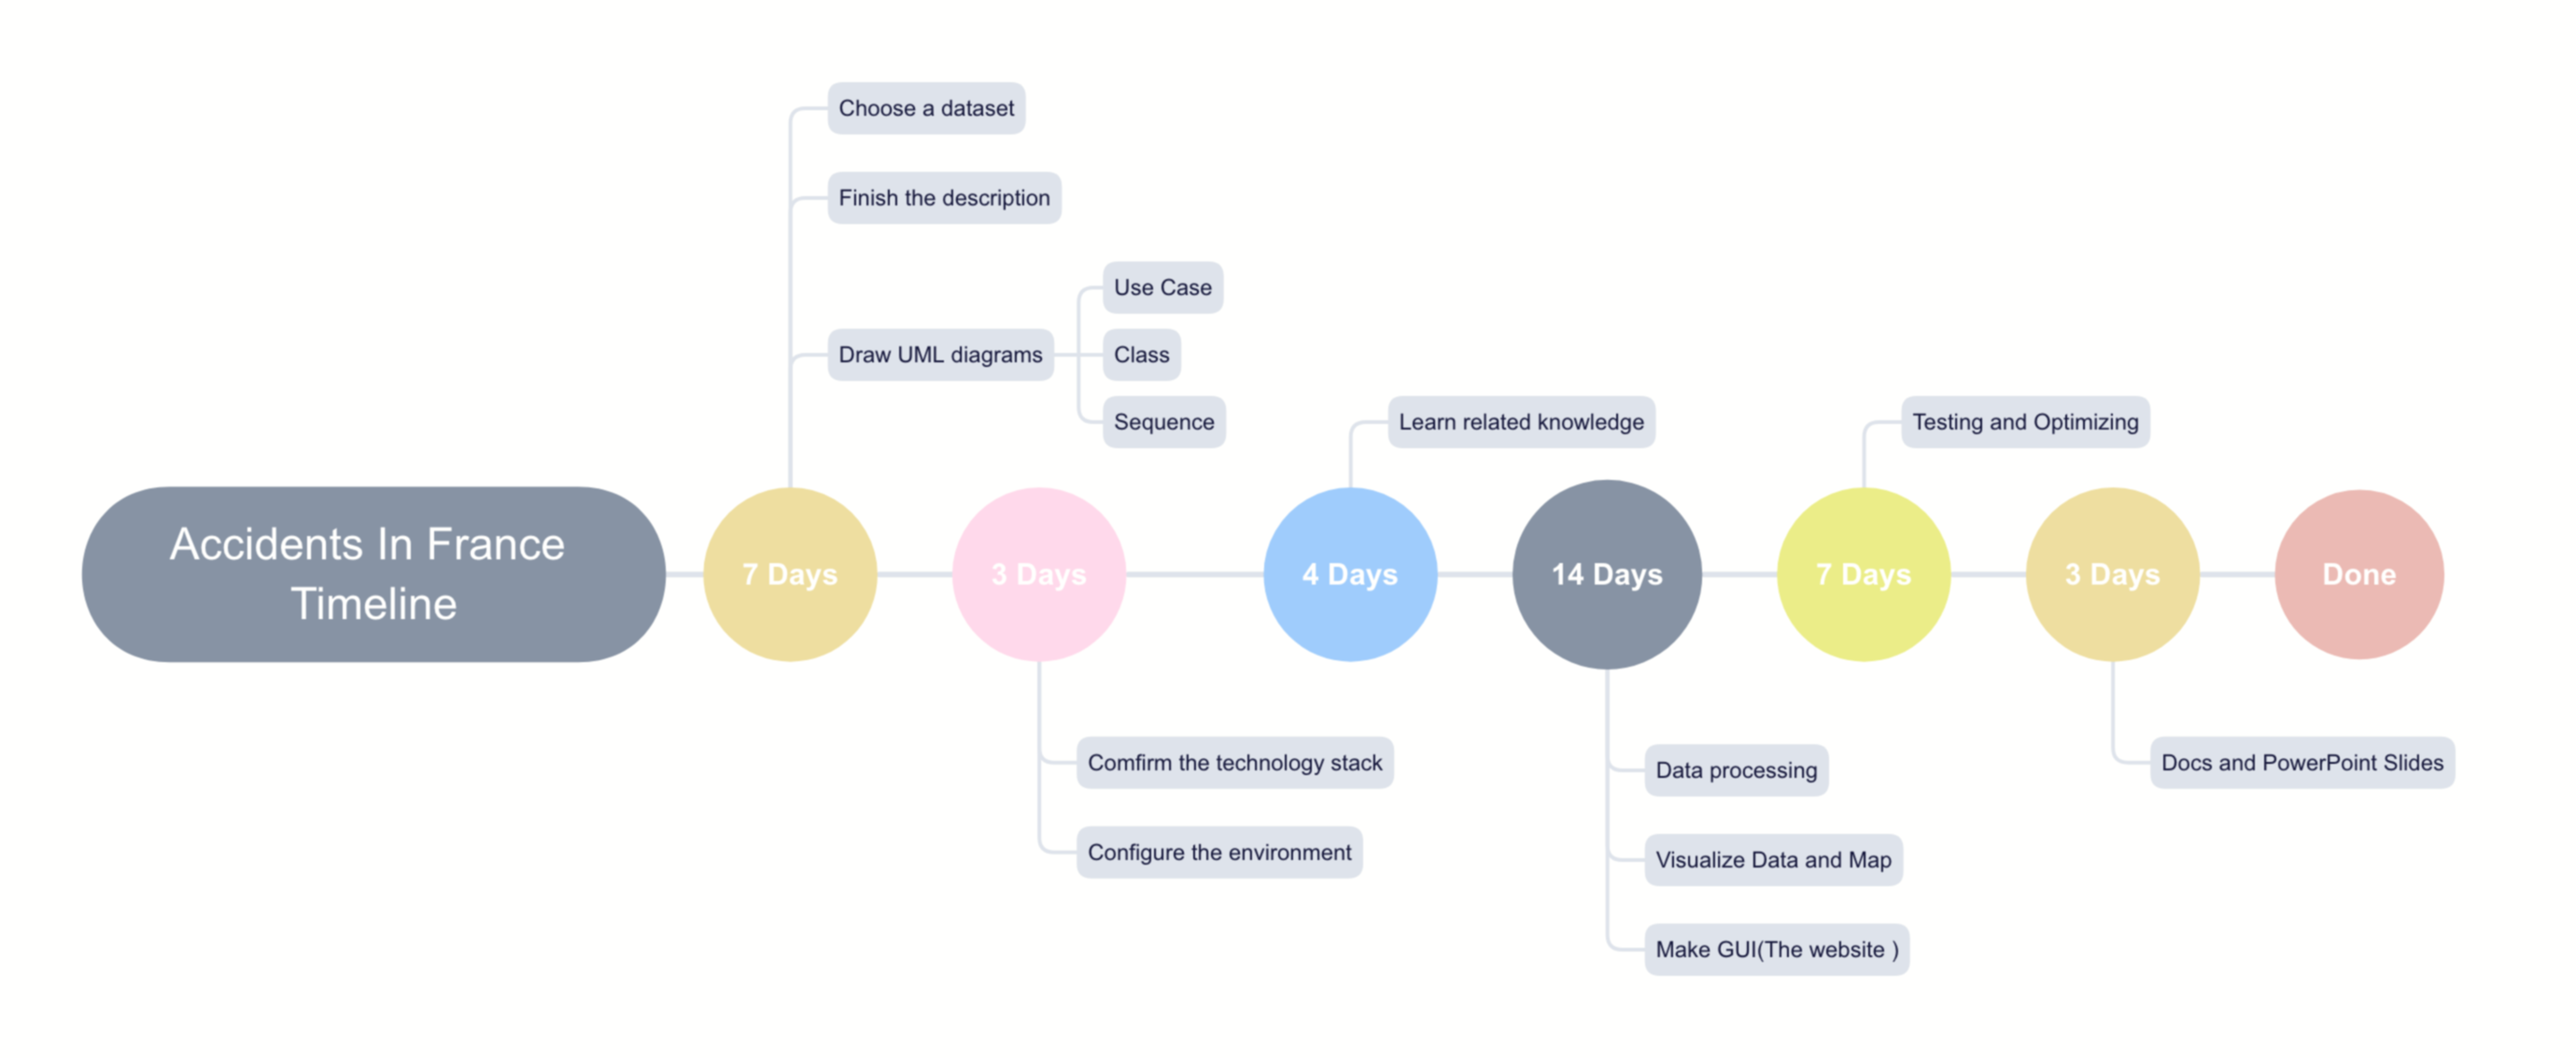 Choose a dataset
Finish the description
Use Case
Draw UML diagrams
Class
Sequence
Learn related knowledge
Testing and Optimizing
Accidents In France
Timeline
7 Days
3 Days
4 Days
14 Days
7 Days
3 Days
Done
Comfirm the technology stack
Configure the environment
Data processing
Visualize Data and Map
Make GUI(The website )
Docs and PowerPoint Slides